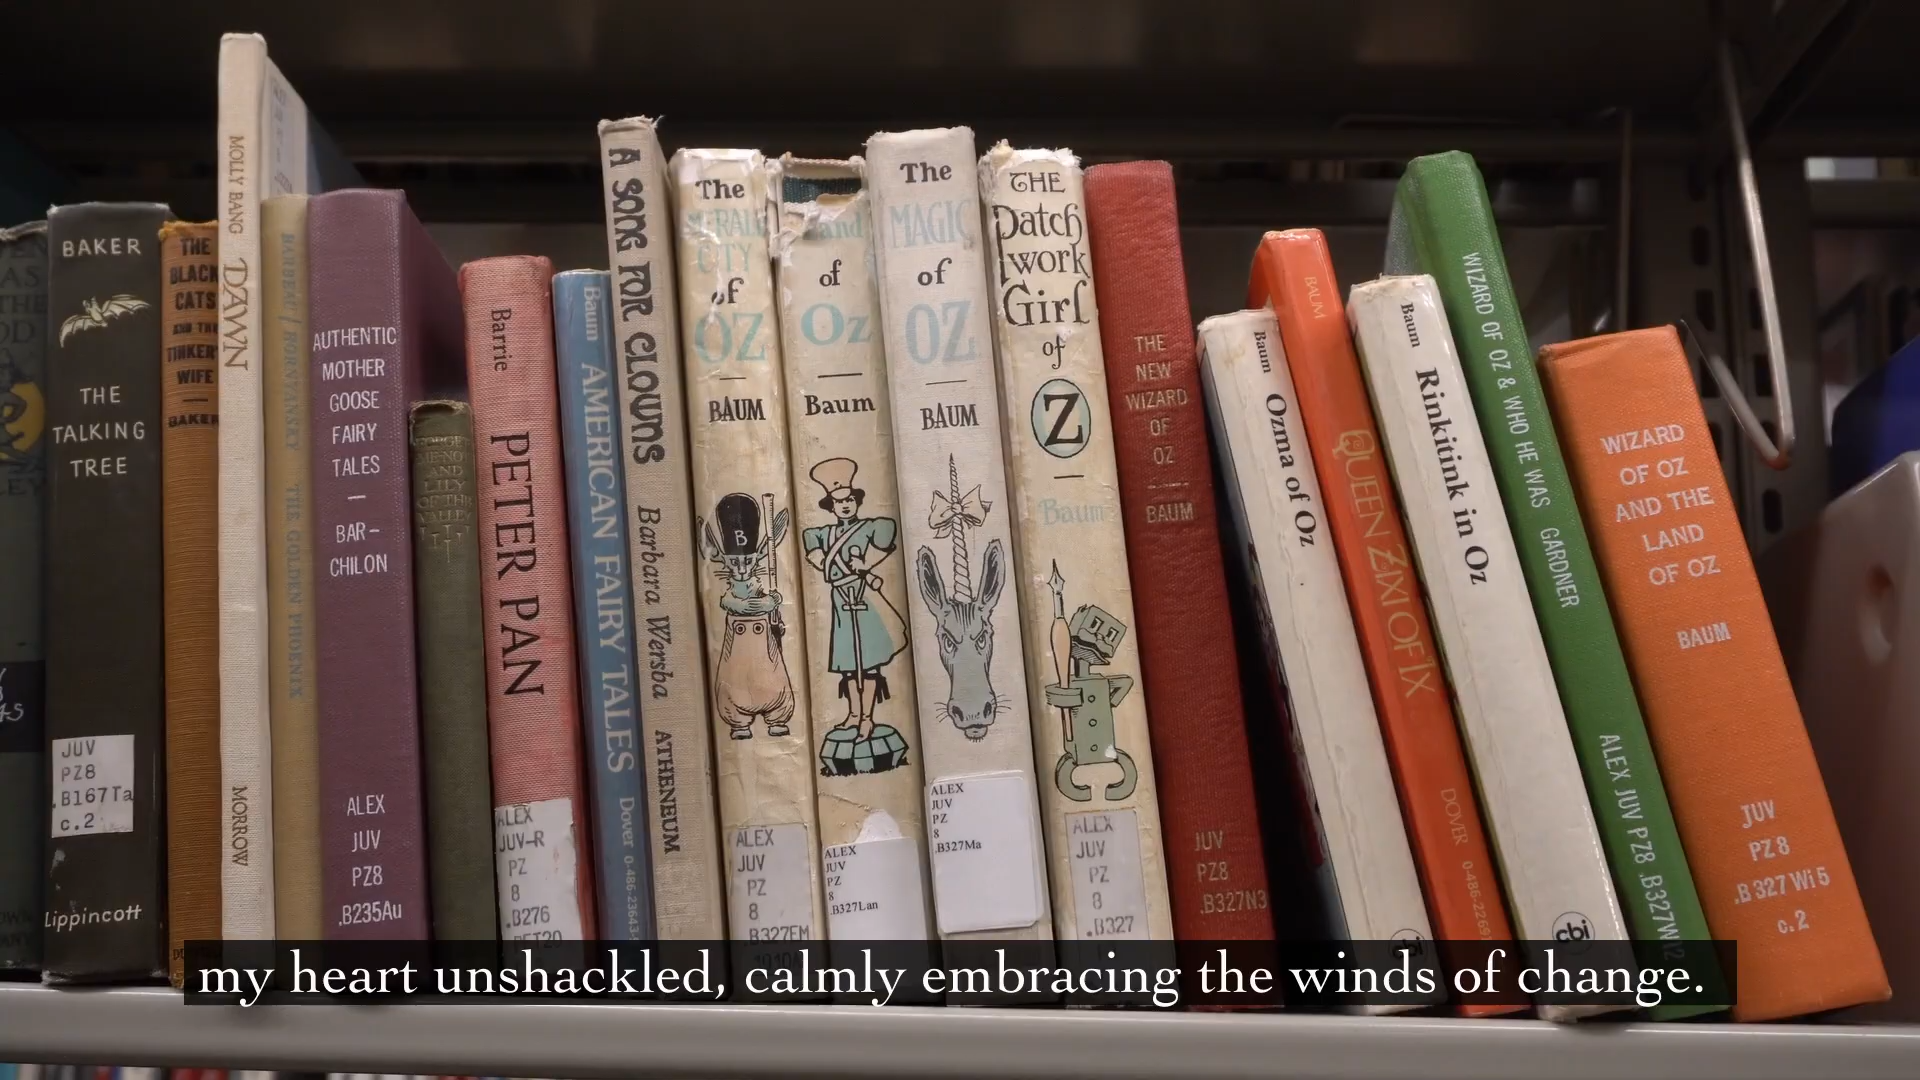 BAKER
THE
TALKING
TREE
JUV
PZ8
.B167Ta
c.2
Lippincott
THE
BLACK
CATS
AND THE
TINKER'S
WIFE
BAKER
MOLLY BANG
DAWN
MORROW
THE GOLDEN PHOENIX
AUTHENTIC
MOTHER
GOOSE
FAIRY
TALES
BAR-
CHILON
ALEX
JUV
PZ8
.B235Au
Barrie
PETER PAN
ALEX
JUV-R
PZ
8
.B276
Baum
AMERICAN FAIRY TALES
Dover
A SONG FOR CLOWNS
Barbara Wersba
ATHENEUM
The
CITY
of
OZ
BAUM
B
ALEX
JUV
PZ
8
B327EM
Land
of
Oz
Baum
ALEX
JUV
PZ
8
.B327Lan
The
MAGIC
of
OZ
BAUM
ALEX
JUV
PZ
8
.B327Ma
THE
Patch
work
Girl
of
OZ
Baum
ALEX
JUV
PZ
8
.B327
THE
NEW
WIZARD
OF
OZ
BAUM
JUV
PZ8
.B327N3
Baum
Ozma of Oz
cbi
BAUM
QUEEN ZIXI OF IX
DOVER
Baum
Rinkitink in Oz
cbi
WIZARD OF OZ & WHO HE WAS GARDNER
ALEX JUV PZ8
WIZARD
OF OZ
AND THE
LAND
OF OZ
BAUM
JUV
PZ8
.B327Wi5
c.2
my heart unshackled, calmly embracing the winds of change.